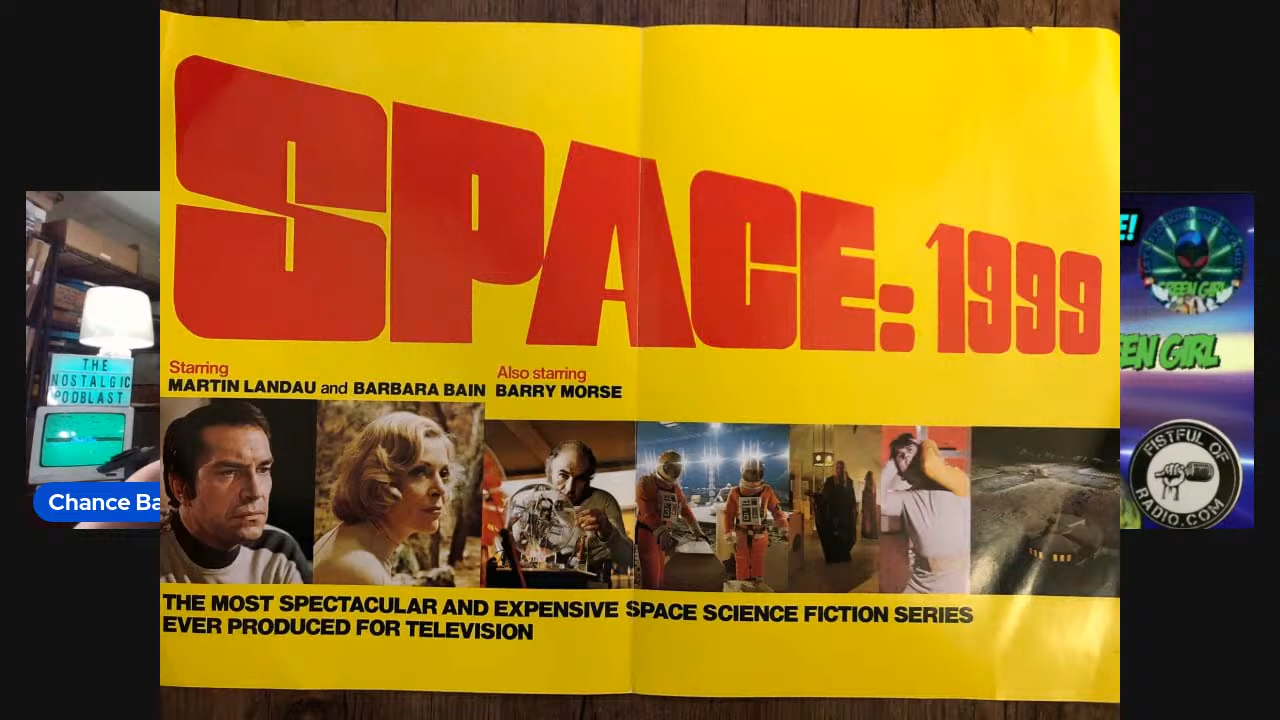 SPACE: 1999
Starring
MARTIN LANDAU and BARBARA BAIN
Also starring
BARRY MORSE
THE MOST SPECTACULAR AND EXPENSIVE SPACE SCIENCE FICTION SERIES
EVER PRODUCED FOR TELEVISION
THE
NOSTALGIC
PODBLAST
Chance Ba
E!
GREEN GIRL
EEN GIRL
FISTFUL OF
RADIO.COM